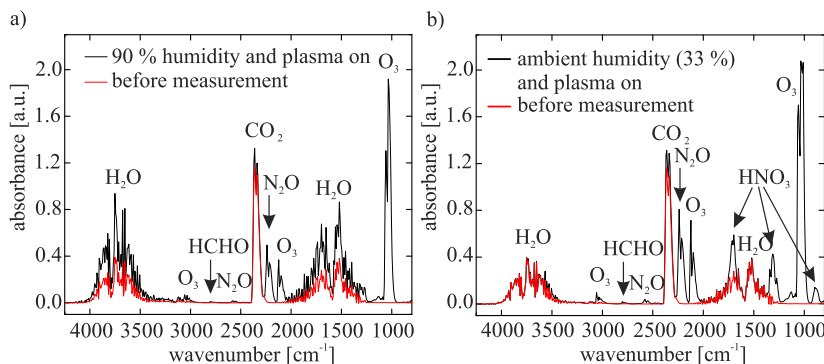 a)
90 % humidity and plasma on
before measurement
O₃
CO₂
H₂O
N₂O
H₂O
HCHO
O₃
O₃
N₂O
absorbance [a.u.]
2.0
1.6
1.2
0.8
0.4
0.0
4000 3500 3000 2500 2000 1500 1000
wavenumber [cm⁻¹]
b)
ambient humidity (33 %)
and plasma on
before measurement
O₃
CO₂
N₂O
HNO₃
O₃
H₂O
H₂O
HCHO
O₃
N₂O
absorbance [a.u.]
2.0
1.6
1.2
0.8
0.4
0.0
4000 3500 3000 2500 2000 1500 1000
wavenumber [cm⁻¹]